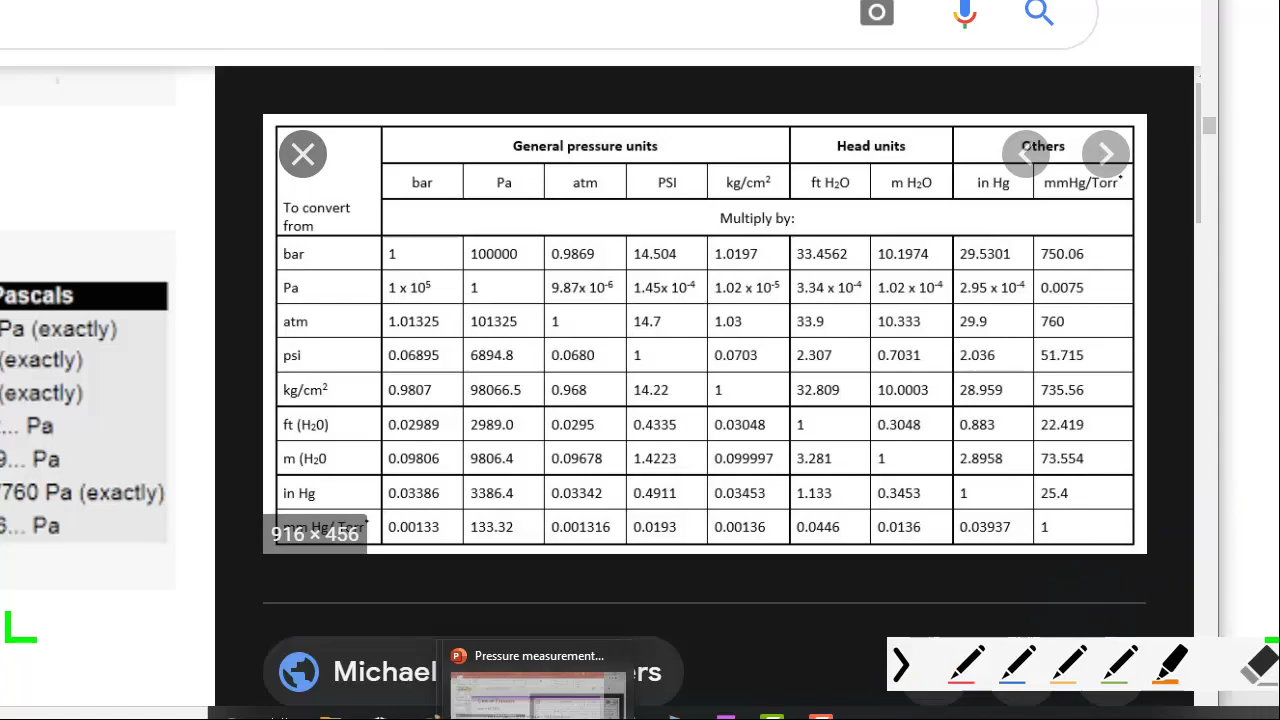 General pressure units Head units Others
bar Pa atm PSI kg/cm² ft H₂O m H₂O in Hg mmHg/Torr*
To convert
from
Multiply by:
bar 1 100000 0.9869 14.504 1.0197 33.4562 10.1974 29.5301 750.06
Pa 1 x 10⁵ 1 9.87x 10⁻⁶ 1.45x 10⁻⁴ 1.02 x 10⁻⁵ 3.34 x 10⁻⁴ 1.02 x 10⁻⁴ 2.95 x 10⁻⁴ 0.0075
atm 1.01325 101325 1 14.7 1.03 33.9 10.333 29.9 760
psi 0.06895 6894.8 0.0680 1 0.0703 2.307 0.7031 2.036 51.715
kg/cm² 0.9807 98066.5 0.968 14.22 1 32.809 10.0003 28.959 735.56
ft (H₂0) 0.02989 2989.0 0.0295 0.4335 0.03048 1 0.3048 0.883 22.419
m (H₂0 0.09806 9806.4 0.09678 1.4223 0.099997 3.281 1 2.8958 73.554
in Hg 0.03386 3386.4 0.03342 0.4911 0.03453 1.133 0.3453 1 25.4
mm Hg/ Torr* 0.00133 133.32 0.001316 0.0193 0.00136 0.0446 0.0136 0.03937 1
916 × 456
Pascals
Pa (exactly)
(exactly)
(exactly)
... Pa
9... Pa
760 Pa (exactly)
6... Pa
L
Michael
rs
Pressure measurement...